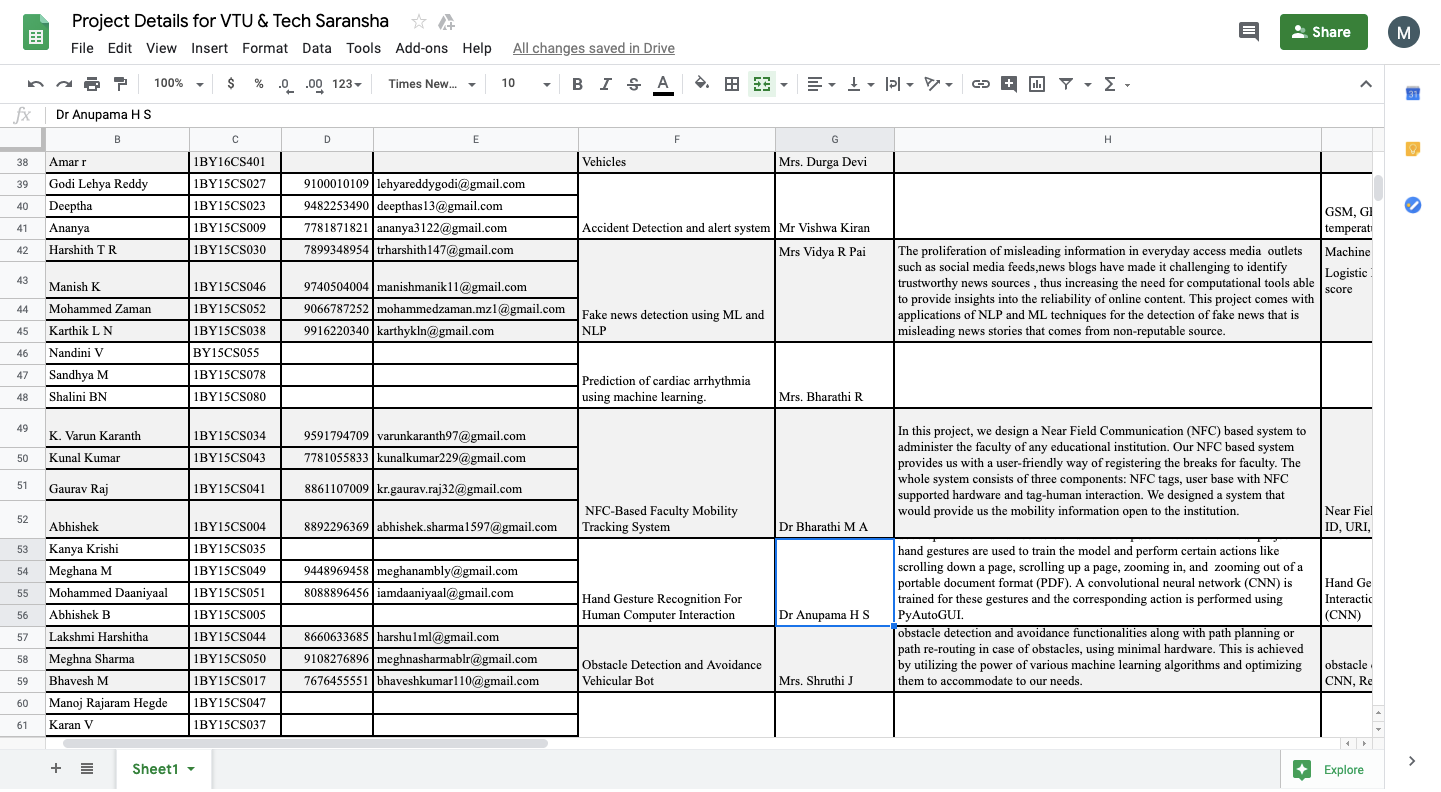 Project Details for VTU & Tech Saransha
File Edit View Insert Format Data Tools Add-ons Help All changes saved in Drive
Share
M
100% $ % .0 .00 123 Times New... 10 B I S A
31
fx Dr Anupama H S
B C D E F G H
38 Amar r 1BY16CS401 Vehicles Mrs. Durga Devi
39 Godi Lehya Reddy 1BY15CS027 9100010109 lehyareddygodi@gmail.com
40 Deeptha 1BY15CS023 9482253490 deepthas13@gmail.com
GSM,
41 Ananya 1BY15CS009 7781871821 ananya3122@gmail.com Accident Detection and alert system Mr Vishwa Kiran
42 Harshith T R 1BY15CS030 7899348954 trharshith147@gmail.com Mrs Vidya R Pai
The proliferation of misleading information in everyday access media outlets
such as social media feeds,news blogs have made it challenging to identify
trustworthy news sources , thus increasing the need for computational tools able
to provide insights into the reliability of online content. This project comes with
applications of NLP and ML techniques for the detection of fake news that is
misleading news stories that comes from non-reputable source.
Machine
Logistic
score
43 Manish K 1BY15CS046 9740504004 manishmanik11@gmail.com
44 Mohammed Zaman 1BY15CS052 9066787252 mohammedzaman.mz1@gmail.com
45 Karthik L N 1BY15CS038 9916220340 karthykln@gmail.com
Fake news detection using ML and
NLP
46 Nandini V BY15CS055
47 Sandhya M 1BY15CS078
48 Shalini BN 1BY15CS080
Prediction of cardiac arrhythmia
using machine learning.
Mrs. Bharathi R
49 K. Varun Karanth 1BY15CS034 9591794709 varunkaranth97@gmail.com
50 Kunal Kumar 1BY15CS043 7781055833 kunalkumar229@gmail.com
51 Gaurav Raj 1BY15CS041 8861107009 kr.gaurav.raj32@gmail.com
52 Abhishek 1BY15CS004 8892296369 abhishek.sharma1597@gmail.com
NFC-Based Faculty Mobility
Tracking System
Dr Bharathi M A
In this project, we design a Near Field Communication (NFC) based system to
administer the faculty of any educational institution. Our NFC based system
provides us with a user-friendly way of registering the breaks for faculty. The
whole system consists of three components: NFC tags, user base with NFC
supported hardware and tag-human interaction. We designed a system that
would provide us the mobility information open to the institution.
Near
ID, URI,
53 Kanya Krishi 1BY15CS035
54 Meghana M 1BY15CS049 9448969458 meghanambly@gmail.com
55 Mohammed Daaniyaal 1BY15CS051 8088896456 iamdaaniyaal@gmail.com
56 Abhishek B 1BY15CS005
Hand Gesture Recognition For
Human Computer Interaction
Dr Anupama H S
hand gestures are used to train the model and perform certain actions like
scrolling down a page, scrolling up a page, zooming in, and zooming out of a
portable document format (PDF). A convolutional neural network (CNN) is
trained for these gestures and the corresponding action is performed using
PyAutoGUI.
Hand
(CNN)
57 Lakshmi Harshitha 1BY15CS044 8660633685 harshu1ml@gmail.com
58 Meghna Sharma 1BY15CS050 9108276896 meghnasharmablr@gmail.com
59 Bhavesh M 1BY15CS017 7676455551 bhaveshkumar110@gmail.com
Obstacle Detection and Avoidance
Vehicular Bot
Mrs. Shruthi J
obstacle detection and avoidance functionalities along with path planning or
path re-routing in case of obstacles, using minimal hardware. This is achieved
by utilizing the power of various machine learning algorithms and optimizing
them to accommodate to our needs.
obstacle
CNN,
60 Manoj Rajaram Hegde 1BY15CS047
61 Karan V 1BY15CS037
Sheet1
Explore